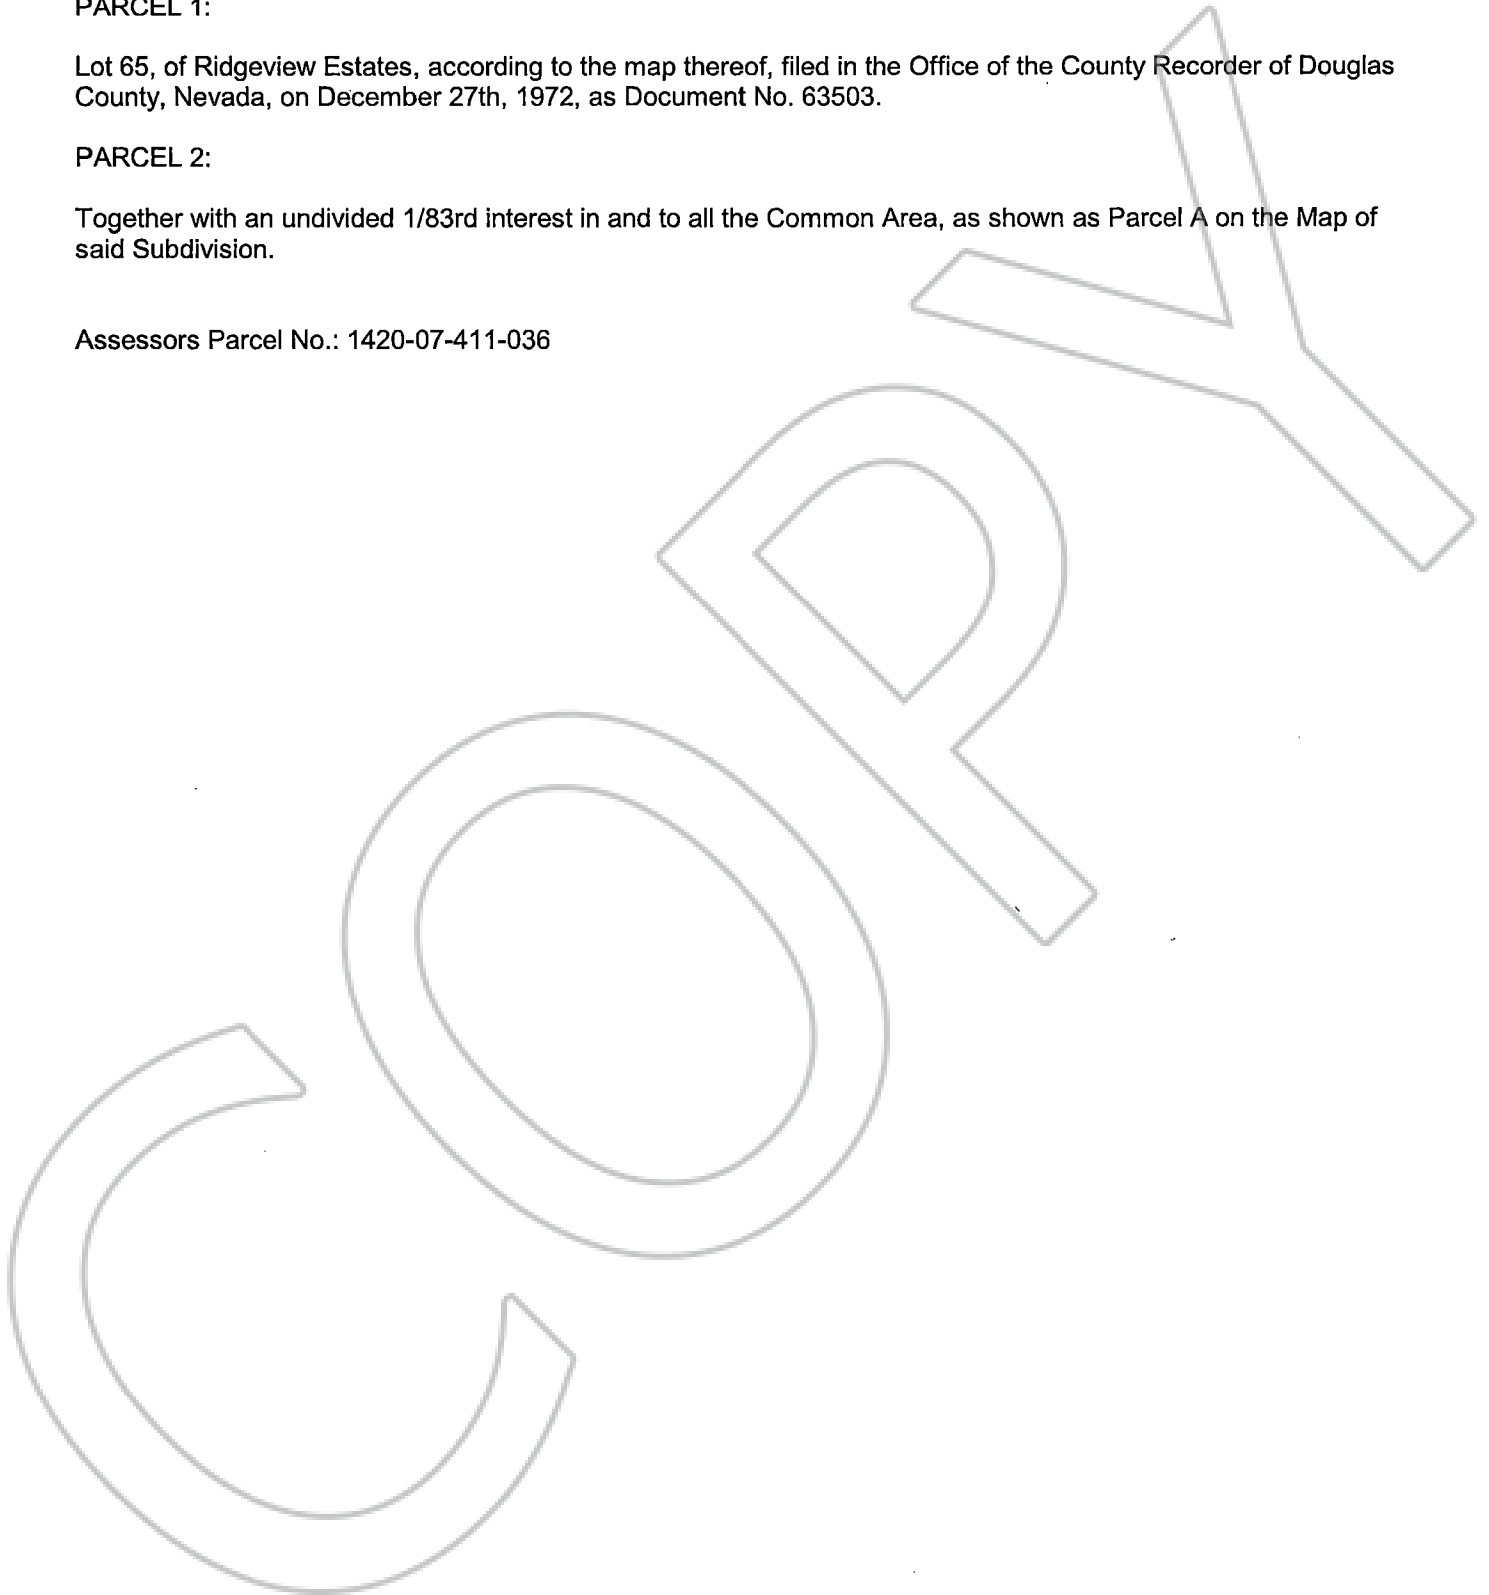 PARCEL 1:
Lot 65, of Ridgeview Estates, according to the map thereof, filed in the Office of the County Recorder of Douglas
County, Nevada, on December 27th, 1972, as Document No. 63503.
PARCEL 2:
Together with an undivided 1/83rd interest in and to all the Common Area, as shown as Parcel A on the Map of
said Subdivision.
Assessors Parcel No.: 1420-07-411-036
COPY